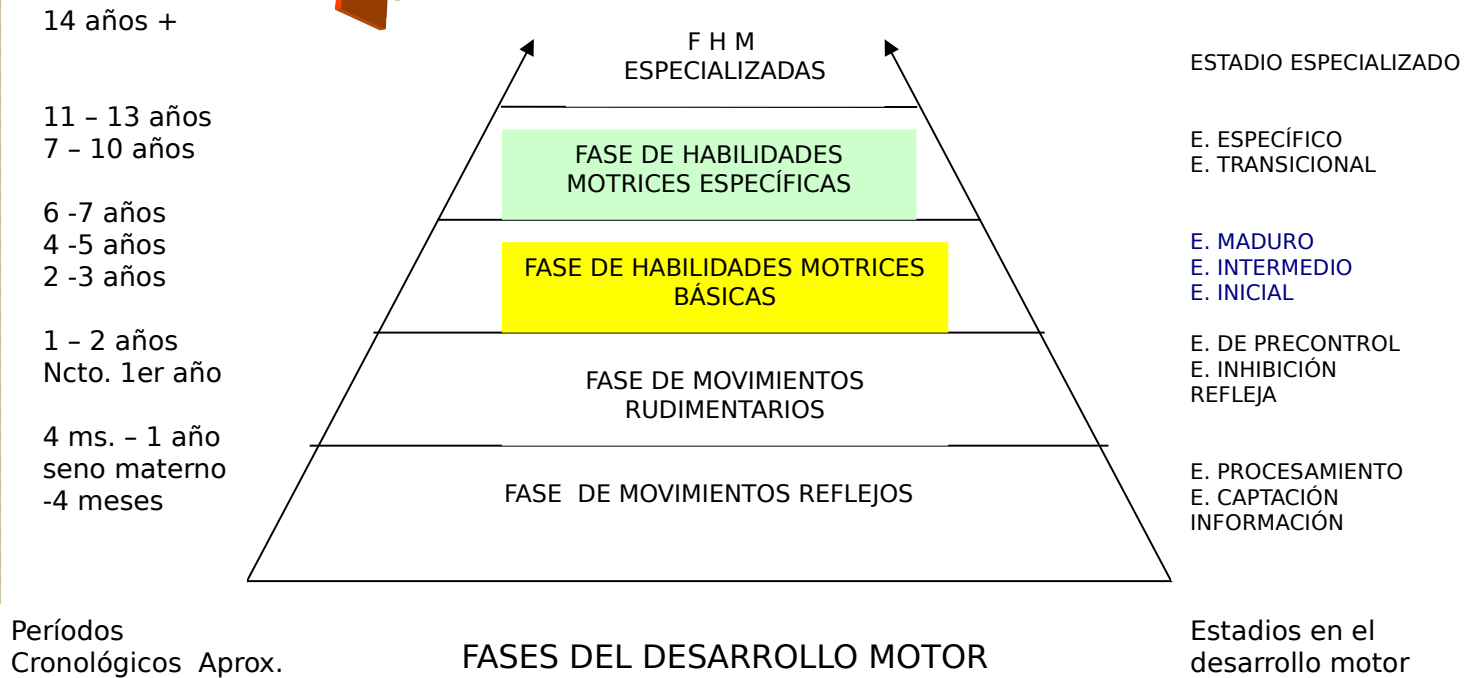 14 años +
11 – 13 años
7 – 10 años
6 -7 años
4 -5 años
2 -3 años
1 – 2 años
Ncto. 1er año
4 ms. – 1 año
seno materno
-4 meses
Períodos
Cronológicos  Aprox.
F H M
ESPECIALIZADAS
FASE DE HABILIDADES
MOTRICES ESPECÍFICAS
FASE DE HABILIDADES MOTRICES
BÁSICAS
FASE DE MOVIMIENTOS
RUDIMENTARIOS
FASE  DE MOVIMIENTOS REFLEJOS
FASES DEL DESARROLLO MOTOR
ESTADIO ESPECIALIZADO
E. ESPECÍFICO
E. TRANSICIONAL
E. MADURO
E. INTERMEDIO
E. INICIAL
E. DE PRECONTROL
E. INHIBICIÓN
REFLEJA
E. PROCESAMIENTO
E. CAPTACIÓN
INFORMACIÓN
Estadios en el
desarrollo motor